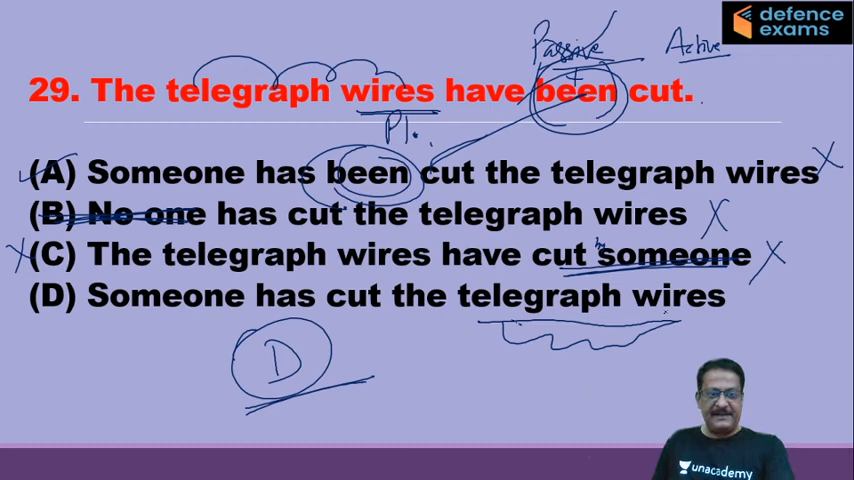 defence
exams
Passive Active
29. The telegraph wires have been cut.
Pl.
(A) Someone has been cut the telegraph wires
(B) No one has cut the telegraph wires
by
(C) The telegraph wires have cut someone
(D) Someone has cut the telegraph wires
D
unacademy